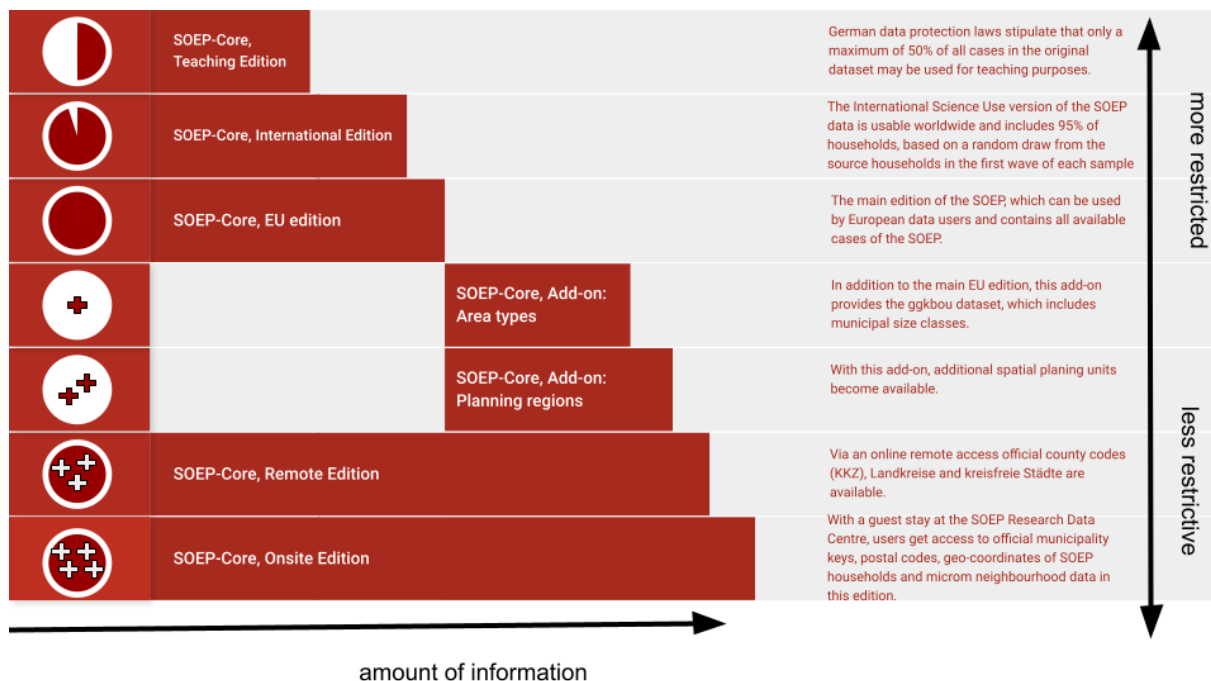 SOEP-Core,
Teaching Edition
German data protection laws stipulate that only a
maximum of 50% of all cases in the original
dataset may be used for teaching purposes.
SOEP-Core, International Edition
The International Science Use version of the SOEP
data is usable worldwide and includes 95% of
households, based on a random draw from the
source households in the first wave of each sample
SOEP-Core, EU edition
The main edition of the SOEP, which can be used
by European data users and contains all available
cases of the SOEP.
SOEP-Core, Add-on:
Area types
In addition to the main EU edition, this add-on
provides the ggkbou dataset, which includes
municipal size classes.
SOEP-Core, Add-on:
Planning regions
With this add-on, additional spatial planing units
become available.
SOEP-Core, Remote Edition
Via an online remote access official county codes
(KKZ), Landkreise and kreisfreie Städte are
available.
SOEP-Core, Onsite Edition
With a guest stay at the SOEP Research Data
Centre, users get access to official municipality
keys, postal codes, geo-coordinates of SOEP
households and microm neighbourhood data in
this edition.
more restricted
less restrictive
amount of information